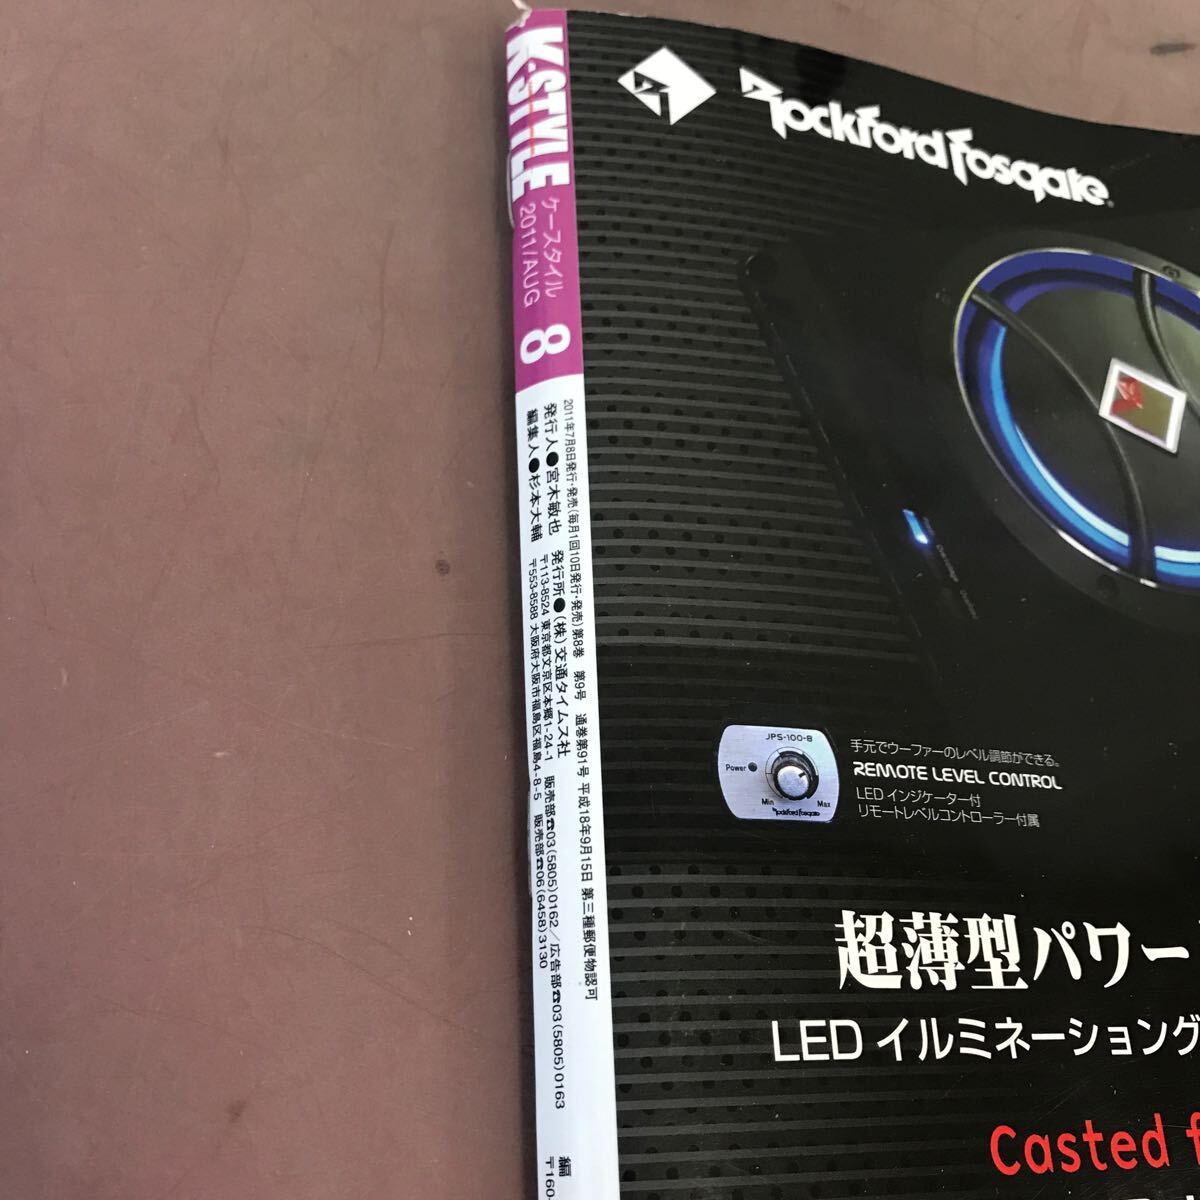 K-STYLE
ケースタイル
2011/AUG
8
2011年7月8日発行・発売(毎月1回10日発行・発売)第8巻 第9号 通巻第91号 平成18年9月15日 第三種郵便物認可
発行人●宮木敏也 発行所●(株)交通タイムス社
編集人●杉本大輔
〒113-8524 東京都文京区本郷1-24-1 販売部☎03(5805)0162/広告部☎03(5805)0163
〒553-8588 大阪府大阪市福島区福島4-8-5 販売部☎06(6458)3130
編
〒160-
Rockford Fosgate
JPS-100-8
Power
Min Max
Rockford Fosgate
手元でウーファーのレベル調節ができる。
REMOTE LEVEL CONTROL
LEDインジケーター付
リモートレベルコントローラー付属
超薄型パワー
LEDイルミネーショング
Casted f